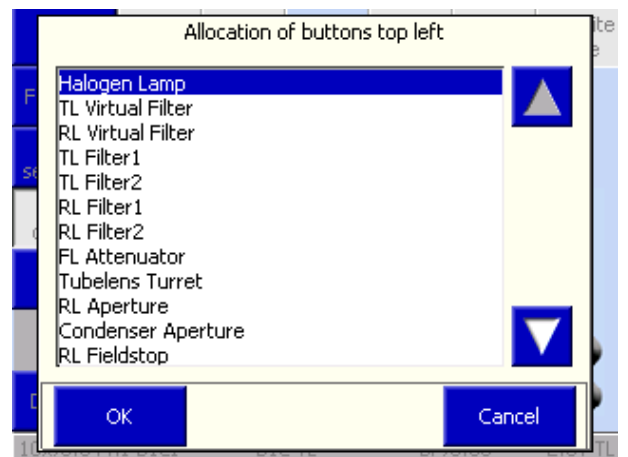 Allocation of buttons top left
Halogen Lamp
TL Virtual Filter
RL Virtual Filter
TL Filter1
TL Filter2
RL Filter1
RL Filter2
FL Attenuator
Tubelens Turret
RL Aperture
Condenser Aperture
RL Fieldstop
OK
Cancel